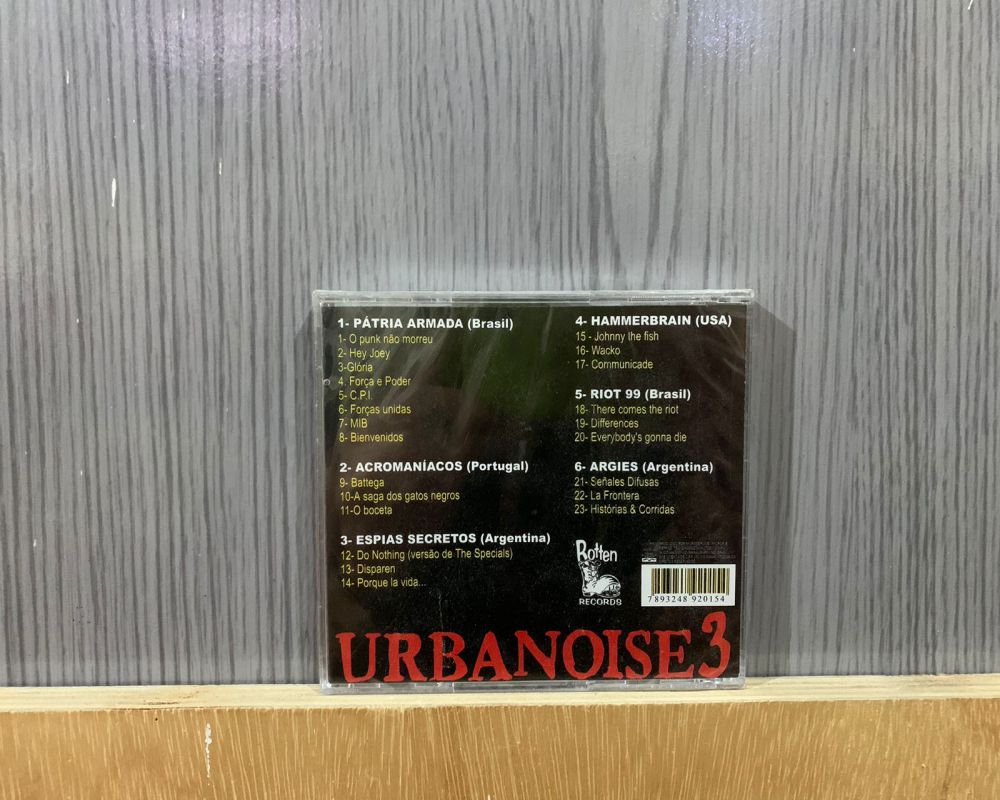 1- PÁTRIA ARMADA (Brasil)
1- O punk não morreu
2- Hey Joey
3-Glória
4. Força e Poder
5- C.P.I.
6- Forças unidas
7- MIB
8- Bienvenidos
2- ACROMANÍACOS (Portugal)
9- Battega
10-A saga dos gatos negros
11-O boceta
3- ESPIAS SECRETOS (Argentina)
12- Do Nothing (versão de The Specials)
13- Disparen
14- Porque la vida...
4- HAMMERBRAIN (USA)
15 - Johnny the fish
16- Wacko
17- Communicade
5- RIOT 99 (Brasil)
18- There comes the riot
19- Differences
20- Everybody's gonna die
6- ARGIES (Argentina)
21- Señales Difusas
22- La Frontera
23- Histórias & Corridas
Rotten
RECORDS
7 893248 920154
URBANOISE 3